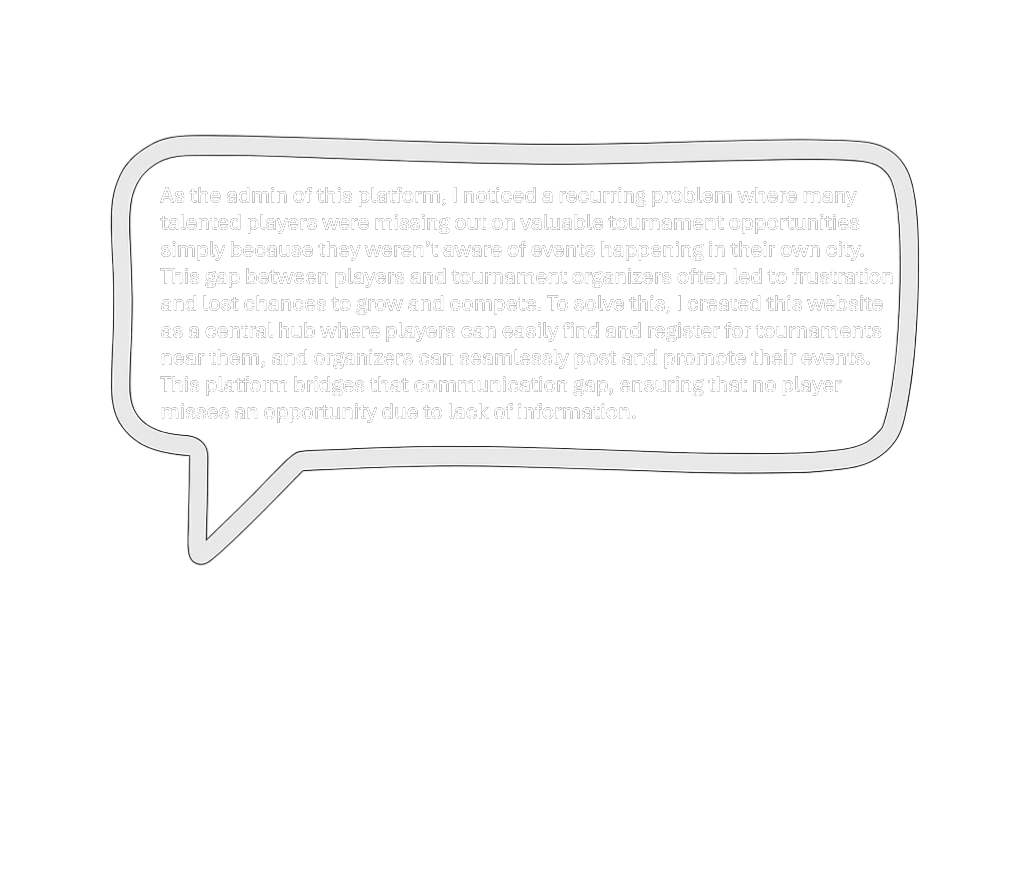 As the admin of this platform, I noticed a recurring problem where many
talented players were missing out on valuable tournament opportunities
simply because they weren't aware of events happening in their own city.
This gap between players and tournament organizers often led to frustration
and lost chances to grow and compete. To solve this, I created this website
as a central hub where players can easily find and register for tournaments
near them, and organizers can seamlessly post and promote their events.
This platform bridges that communication gap, ensuring that no player
misses an opportunity due to lack of information.